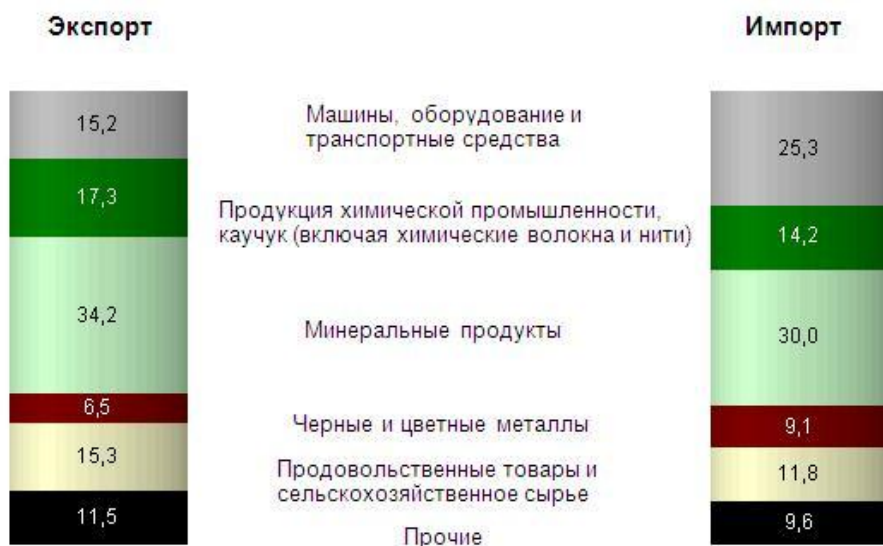 Экспорт
Импорт
15,2
Машины, оборудование и
транспортные средства
25,3
17,3
Продукция химической промышленности,
каучук (включая химические волокна и нити)
14,2
34,2
Минеральные продукты
30,0
6,5
Черные и цветные металлы
9,1
15,3
Продовольственные товары и
сельскохозяйственное сырье
11,8
11,5
Прочие
9,6